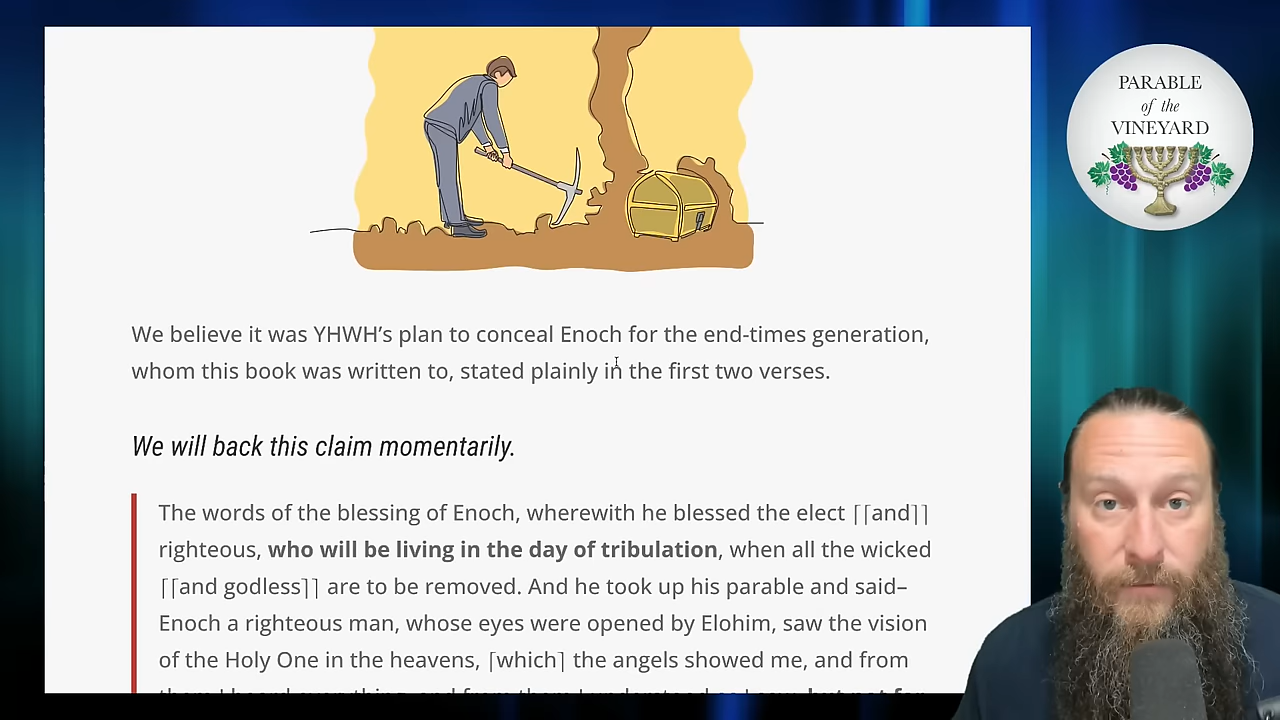 PARABLE
of the
VINEYARD
We believe it was YHWH’s plan to conceal Enoch for the end-times generation,
whom this book was written to, stated plainly in the first two verses.
We will back this claim momentarily.
The words of the blessing of Enoch, wherewith he blessed the elect ⌈⌈and⌉⌉
righteous, who will be living in the day of tribulation, when all the wicked
⌈⌈and godless⌉⌉ are to be removed. And he took up his parable and said–
Enoch a righteous man, whose eyes were opened by Elohim, saw the vision
of the Holy One in the heavens, ⌈which⌉ the angels showed me, and from